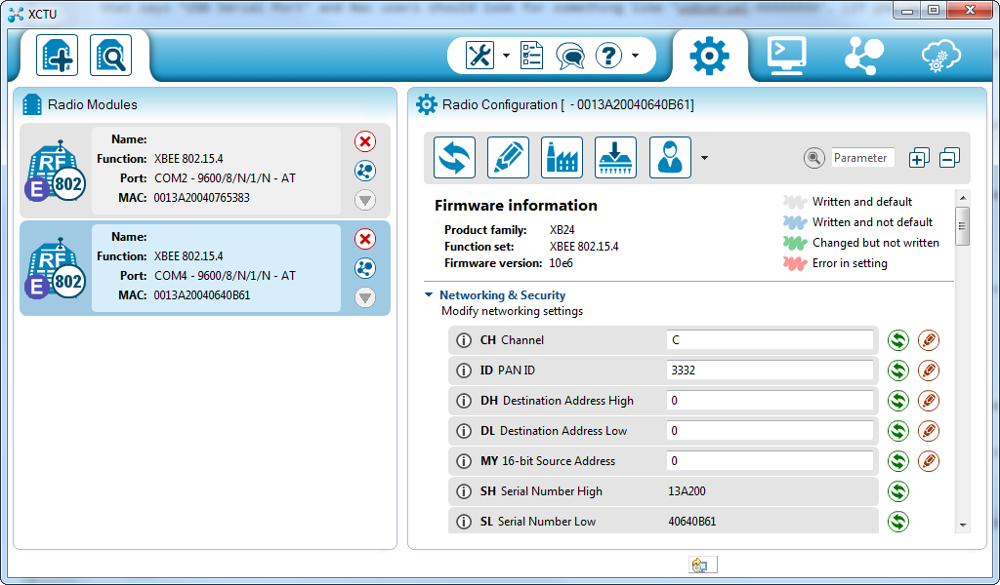 that says "USB Serial Port" and Mac users would look for something like "usbserial
XCTU
Radio Modules
Name:
Function: XBEE 802.15.4
Port: COM2 - 9600/8/N/1/N - AT
MAC: 0013A20040765383
RF
802
E
Name:
Function: XBEE 802.15.4
Port: COM4 - 9600/8/N/1/N - AT
MAC: 0013A20040640B61
RF
802
E
Radio Configuration [ - 0013A20040640B61]
Parameter
Firmware information
Product family: XB24
Function set: XBEE 802.15.4
Firmware version: 10e6
Written and default
Written and not default
Changed but not written
Error in setting
Networking & Security
Modify networking settings
CH Channel C
ID PAN ID 3332
DH Destination Address High 0
DL Destination Address Low 0
MY 16-bit Source Address 0
SH Serial Number High 13A200
SL Serial Number Low 40640B61